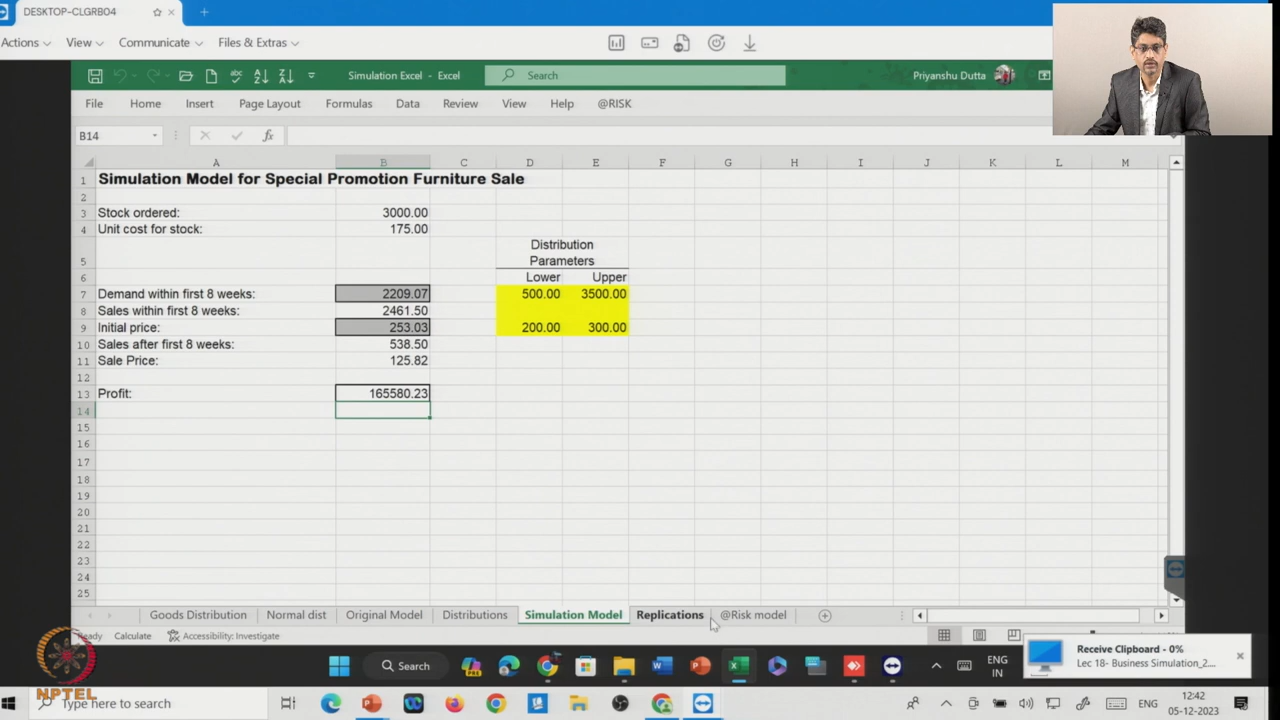 DESKTOP-CLGRBO4
Actions View Communicate Files & Extras
Simulation Excel - Excel Search Priyanshu Dutta
File Home Insert Page Layout Formulas Data Review View Help @RISK
B14 fx
A B C D E F G H I J K L M
1 Simulation Model for Special Promotion Furniture Sale
2
3 Stock ordered: 3000.00
4 Unit cost for stock: 175.00
Distribution
5 Parameters
6 Lower Upper
7 Demand within first 8 weeks: 2209.07 500.00 3500.00
8 Sales within first 8 weeks: 2461.50
9 Initial price: 253.03 200.00 300.00
10 Sales after first 8 weeks: 538.50
11 Sale Price: 125.82
12
13 Profit: 165580.23
14
15
16
17
18
19
20
21
22
23
24
25
Goods Distribution Normal dist Original Model Distributions Simulation Model Replications @Risk model
Ready Calculate Accessibility: Investigate
Receive Clipboard - 0%
Lec 18- Business Simulation_2...
Search PRE ENG
IN
NPTEL
Type here to search ENG 12:42
05-12-2023